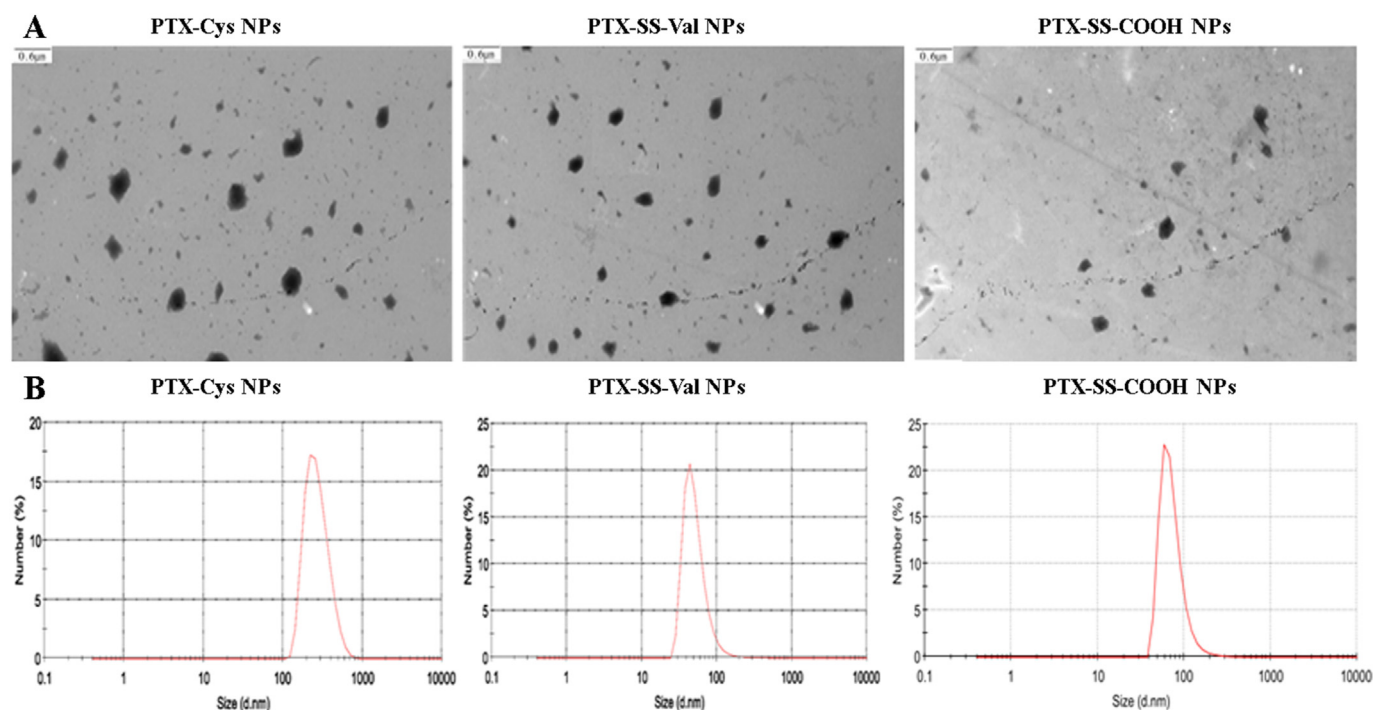 A PTX-Cys NPs PTX-SS-Val NPs PTX-SS-COOH NPs
0.6μm 0.6μm 0.6μm
B PTX-Cys NPs PTX-SS-Val NPs PTX-SS-COOH NPs
20 25 25
20 20
15
15 15
10
10 10
5
5 5
0 0 0
Number (%) Number (%) Number (%)
0.1 1 10 100 1000 10000 0.1 1 10 100 1000 10000 0.1 1 10 100 1000 10000
Size (d.nm) Size (d.nm) Size (d.nm)